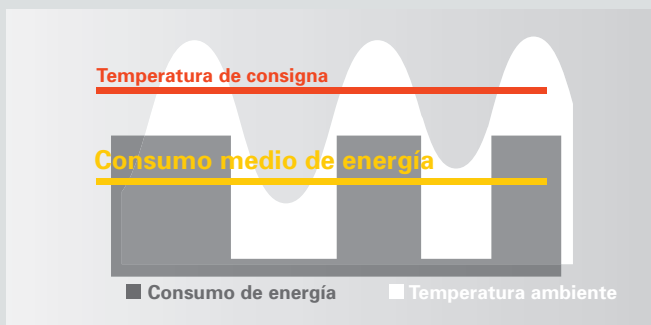 Temperatura de consigna
Consumo medio de energía
Consumo de energía
Temperatura ambiente